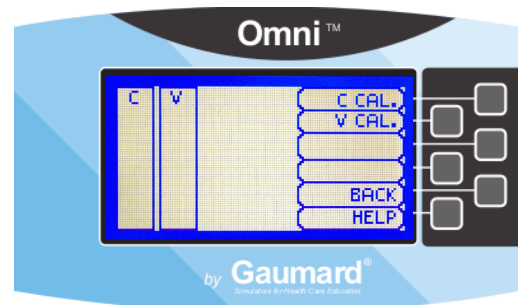 Omni™
C V
C CAL.
V CAL.
BACK
HELP
by Gaumard®
Simulators for Health Care Education